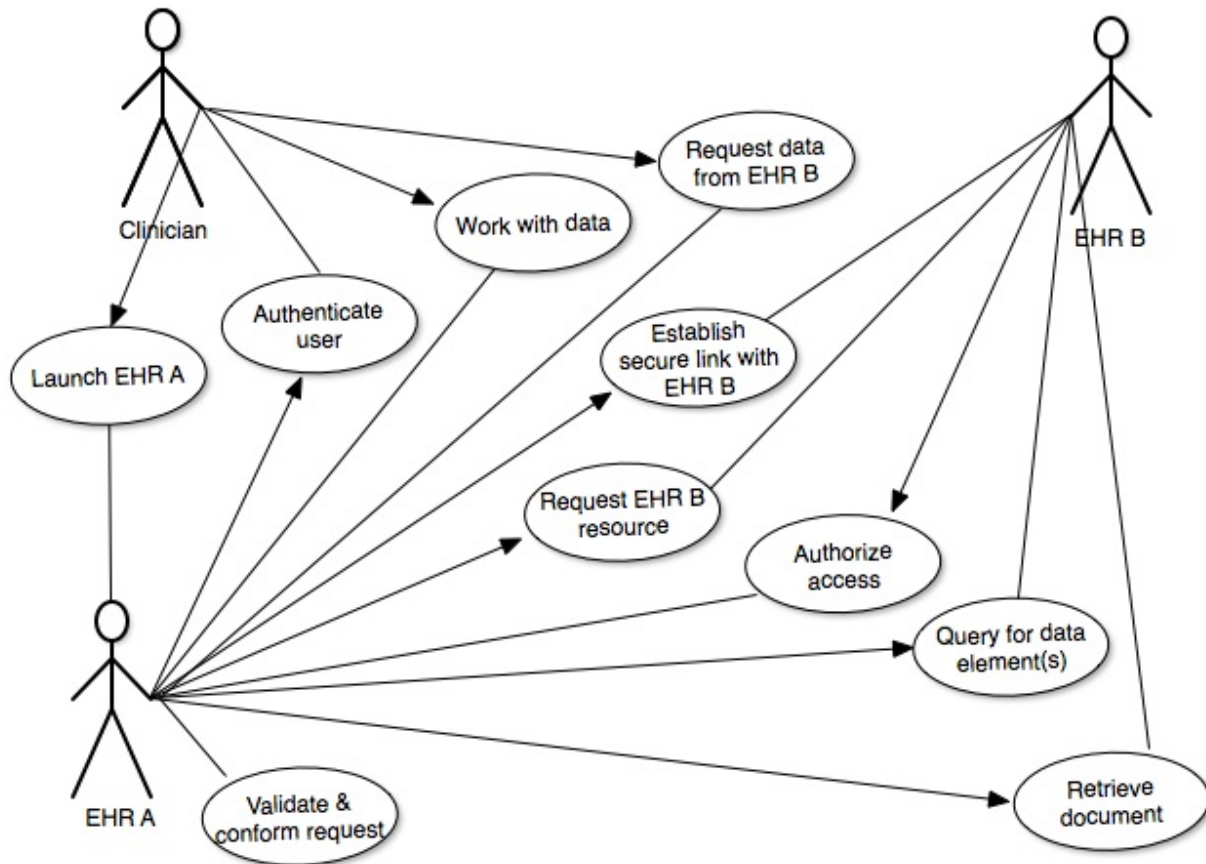 Clinician
EHR B
Request data
from EHR B
Work with data
Authenticate
user
Launch EHR A
Establish
secure link with
EHR B
Request EHR B
resource
Authorize
access
Query for data
element(s)
EHR A
Validate &
conform request
Retrieve
document